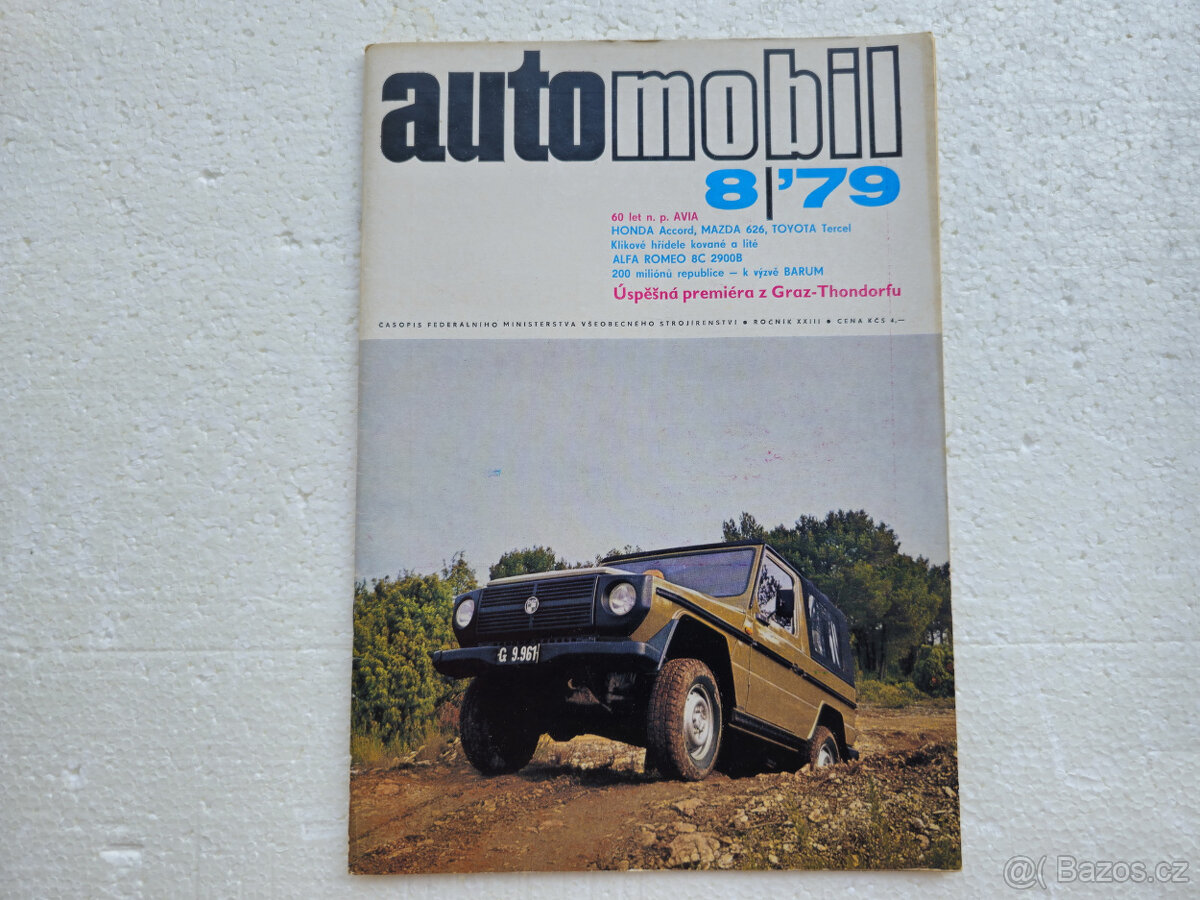 automobil
8|'79
60 let n. p. AVIA
HONDA Accord, MAZDA 626, TOYOTA Tercel
Klikové hřídele kované a lité
ALFA ROMEO 8C 2900B
200 miliónů republice — k výzvě BARUM
Úspěšná premiéra z Graz-Thondorfu
ČASOPIS FEDERÁLNÍHO MINISTERSTVA VŠEOBECNÉHO STROJÍRENSTVÍ ● ROČNÍK XXIII ● CENA KČS 4,—
G 9.961
@( Bazos.cz